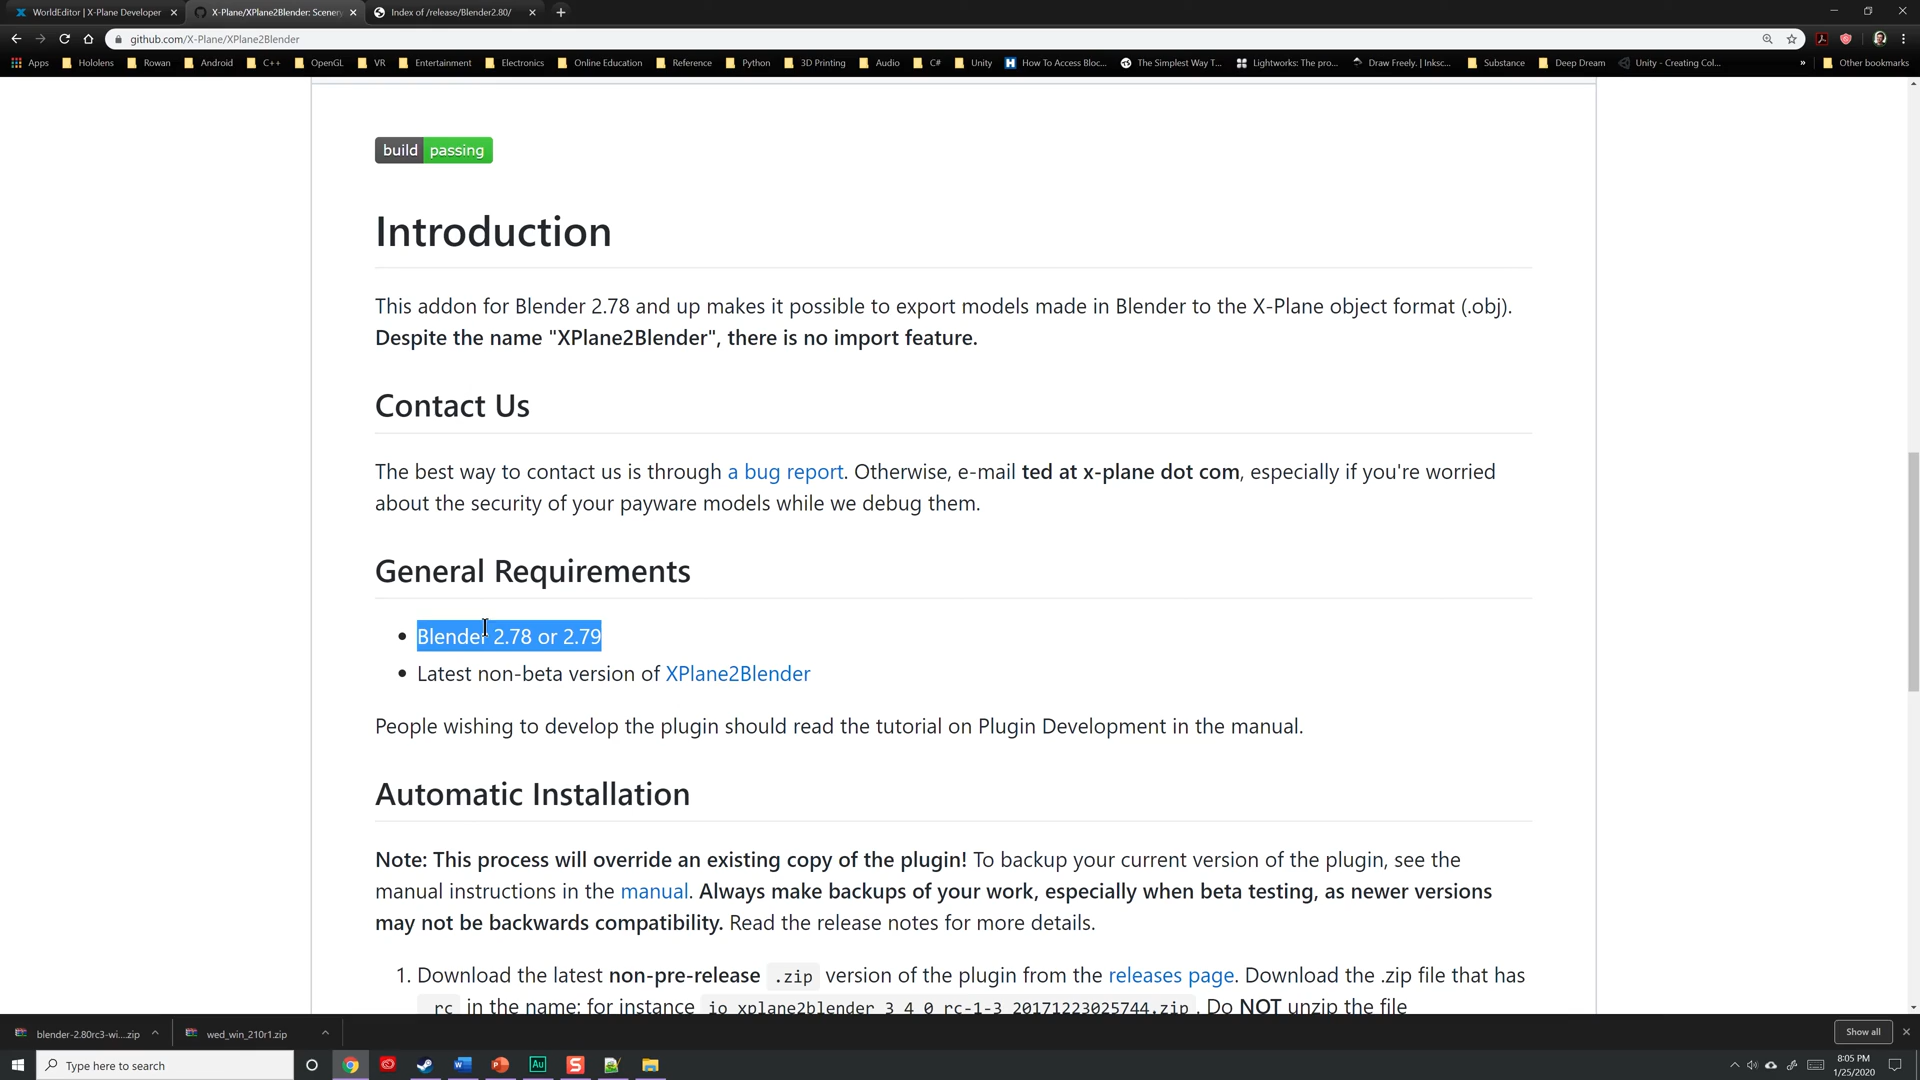 WorldEditor | X-Plane Developer
X-Plane/XPlane2Blender: Scenery
Index of /release/Blender2.80/
github.com/X-Plane/XPlane2Blender
Apps
Hololens
Rowan
Android
C++
OpenGL
VR
Entertainment
Electronics
Online Education
Reference
Python
3D Printing
Audio
C#
Unity
How To Access Bloc...
The Simplest Way T...
Lightworks: The pro...
Draw Freely. | Inksc...
Substance
Deep Dream
Unity - Creating Col...
»
Other bookmarks
build passing
Introduction
This addon for Blender 2.78 and up makes it possible to export models made in Blender to the X-Plane object format (.obj).
Despite the name "XPlane2Blender", there is no import feature.
Contact Us
The best way to contact us is through a bug report. Otherwise, e-mail ted at x-plane dot com, especially if you're worried
about the security of your payware models while we debug them.
General Requirements
• Blender 2.78 or 2.79
• Latest non-beta version of XPlane2Blender
People wishing to develop the plugin should read the tutorial on Plugin Development in the manual.
Automatic Installation
Note: This process will override an existing copy of the plugin! To backup your current version of the plugin, see the
manual instructions in the manual. Always make backups of your work, especially when beta testing, as newer versions
may not be backwards compatibility. Read the release notes for more details.
1. Download the latest non-pre-release .zip version of the plugin from the releases page. Download the .zip file that has
rc in the name: for instance io_xplane2blender_3_4_0_rc-1-3_20171223025744.zip. Do NOT unzip the file
blender-2.80rc3-wi....zip
wed_win_210r1.zip
Show all
Type here to search
8:05 PM
1/25/2020